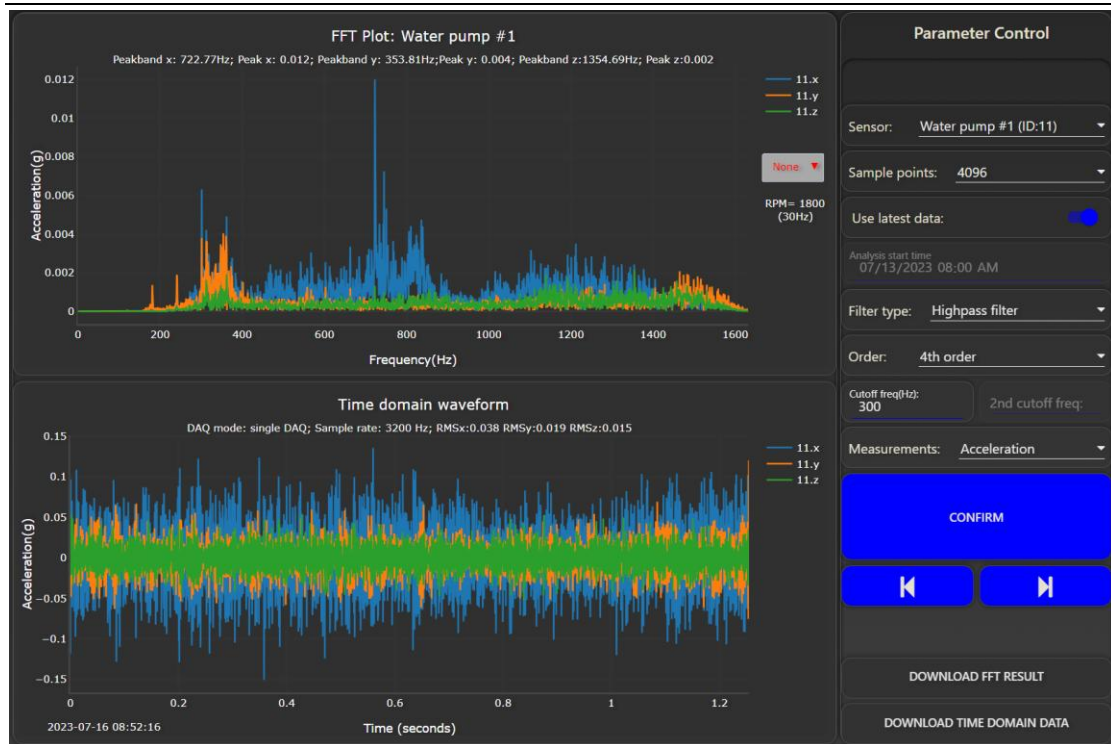 FFT Plot: Water pump #1
Peakband x: 722.77Hz; Peak x: 0.012; Peakband y: 353.81Hz;Peak y: 0.004; Peakband z:1354.69Hz; Peak z:0.002
0.012
0.01
0.008
0.006
0.004
0.002
0
Acceleration(g)
0 200 400 600 800 1000 1200 1400 1600
Frequency(Hz)
11.x
11.y
11.z
None ▼
RPM= 1800
(30Hz)
Time domain waveform
DAQ mode: single DAQ; Sample rate: 3200 Hz; RMSx:0.038 RMSy:0.019 RMSz:0.015
0.15
0.1
0.05
0
−0.05
−0.1
−0.15
Acceleration(g)
0 0.2 0.4 0.6 0.8 1 1.2
Time (seconds)
11.x
11.y
11.z
2023-07-16 08:52:16
Parameter Control
Sensor: Water pump #1 (ID:11)
Sample points: 4096
Use latest data:
Analysis start time
07/13/2023 08:00 AM
Filter type: Highpass filter
Order: 4th order
Cutoff freq(Hz):
300
2nd cutoff freq:
Measurements: Acceleration
CONFIRM
DOWNLOAD FFT RESULT
DOWNLOAD TIME DOMAIN DATA